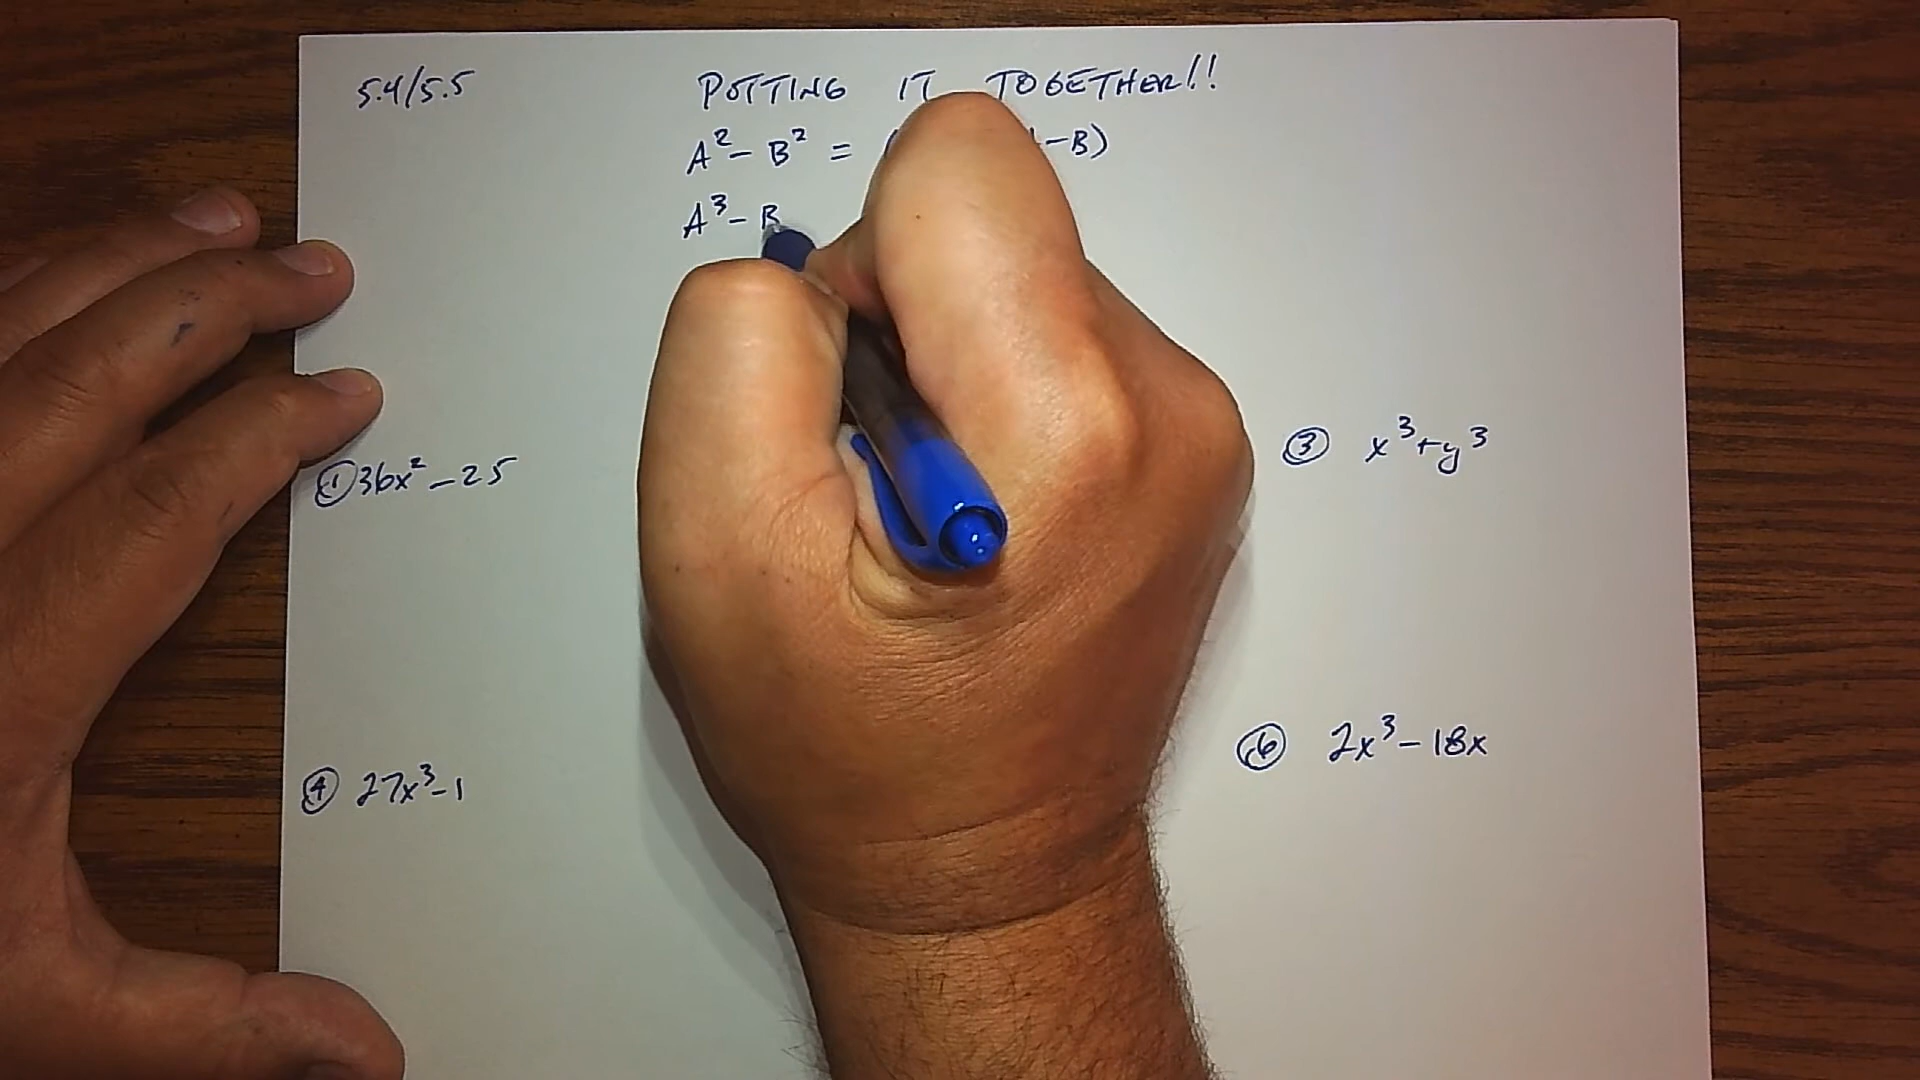 5.4/5.5 PUTTING IT TOGETHER!!
A² - B² = ( -B)
A³ - B
③ x³+y³
① 36x² - 25
⑥ 2x³ - 18x
④ 27x³ - 1